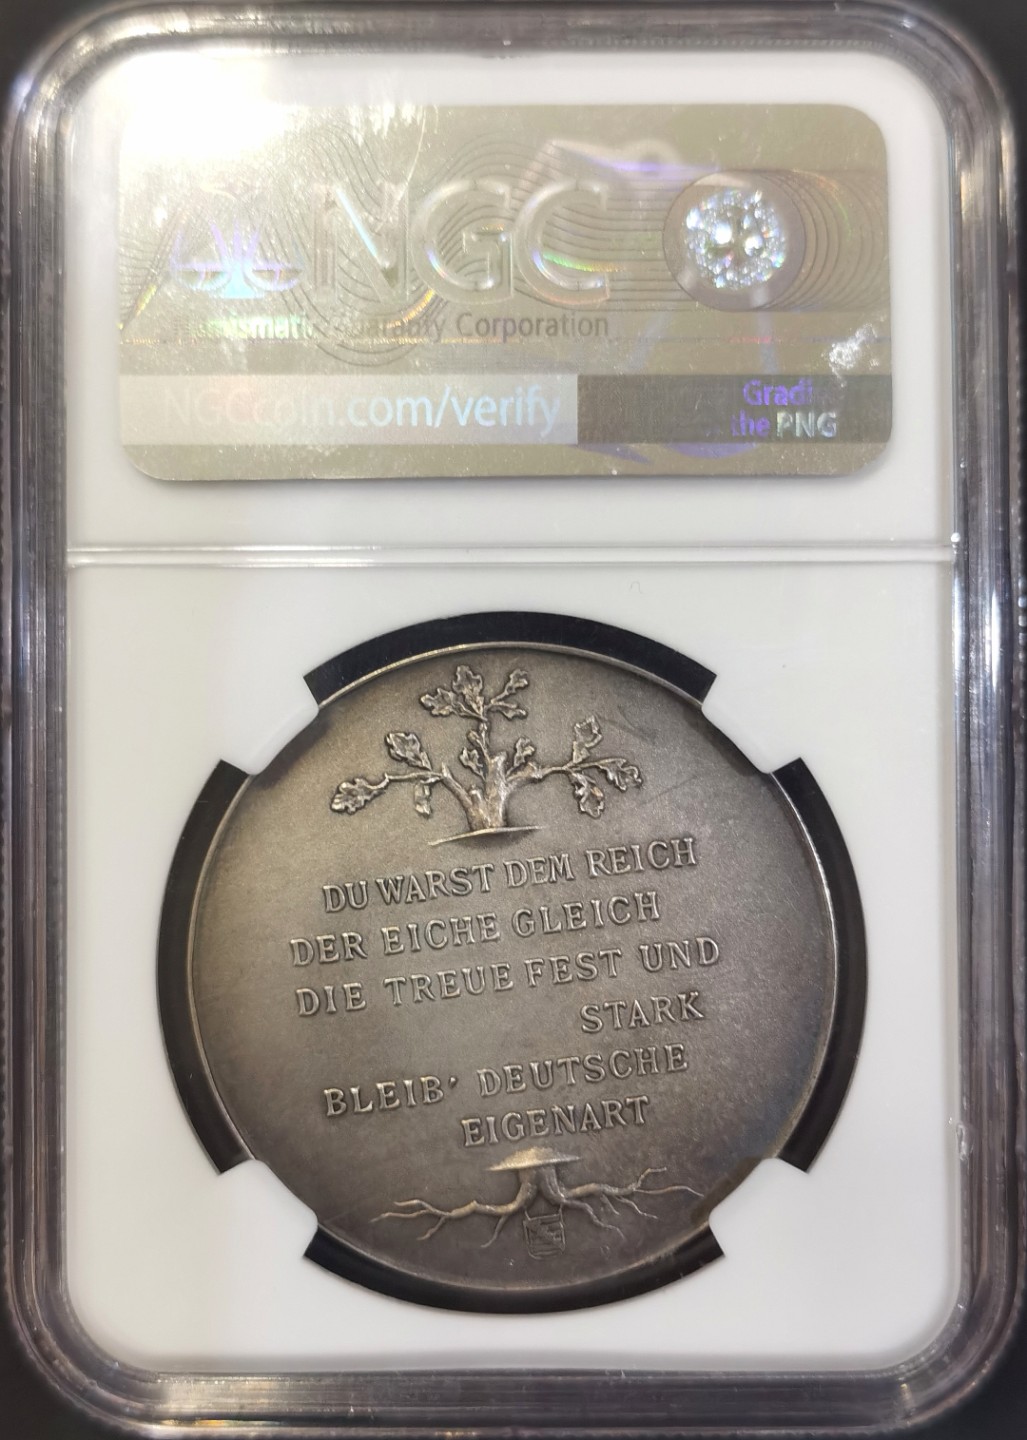 NGC
Numismatic Guaranty Corporation
NGCcoin.com/verify
the PNG
DU WARST DEM REICH
DER EICHE GLEICH
DIE TREUE FEST UND
STARK
BLEIB' DEUTSCHE
EIGENART